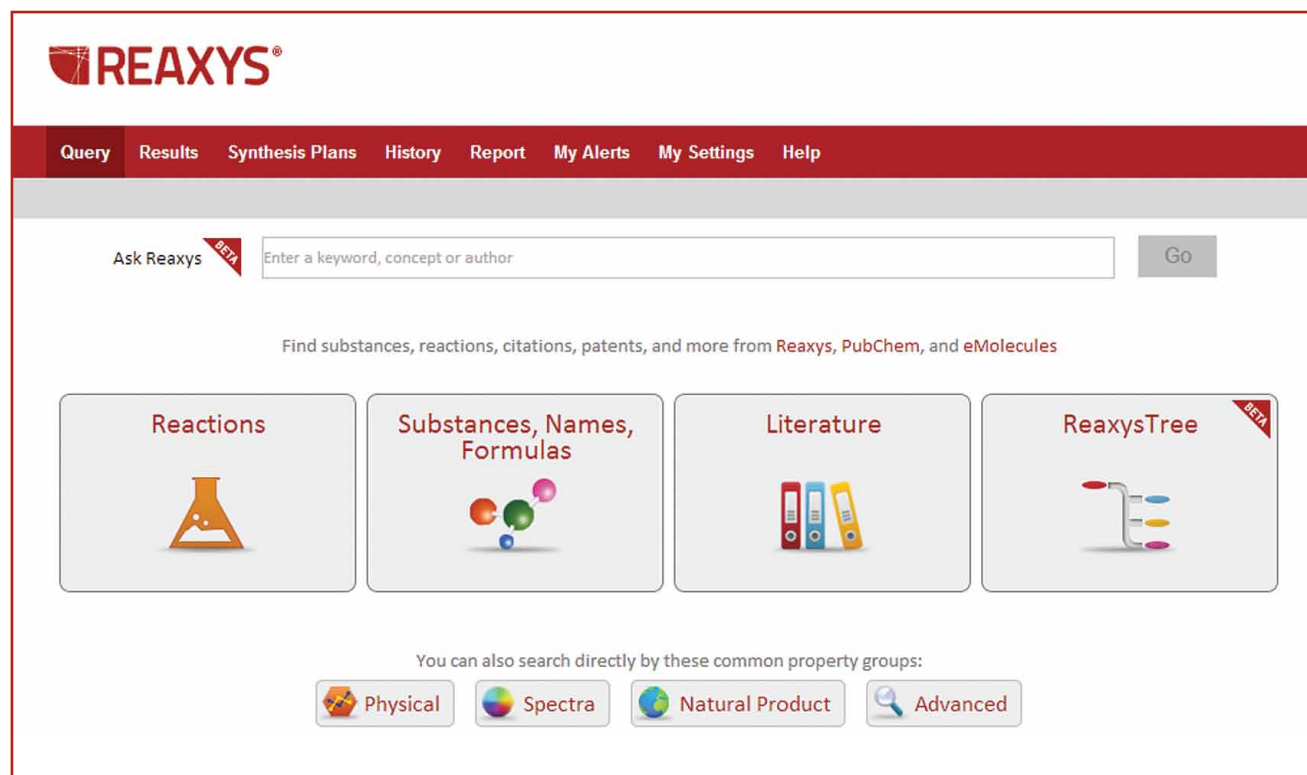 REAXYS®
Query Results Synthesis Plans History Report My Alerts My Settings Help
Ask Reaxys BETA Enter a keyword, concept or author Go
Find substances, reactions, citations, patents, and more from Reaxys, PubChem, and eMolecules
Reactions
Substances, Names,
Formulas
Literature
ReaxysTree BETA
You can also search directly by these common property groups:
Physical Spectra Natural Product Advanced